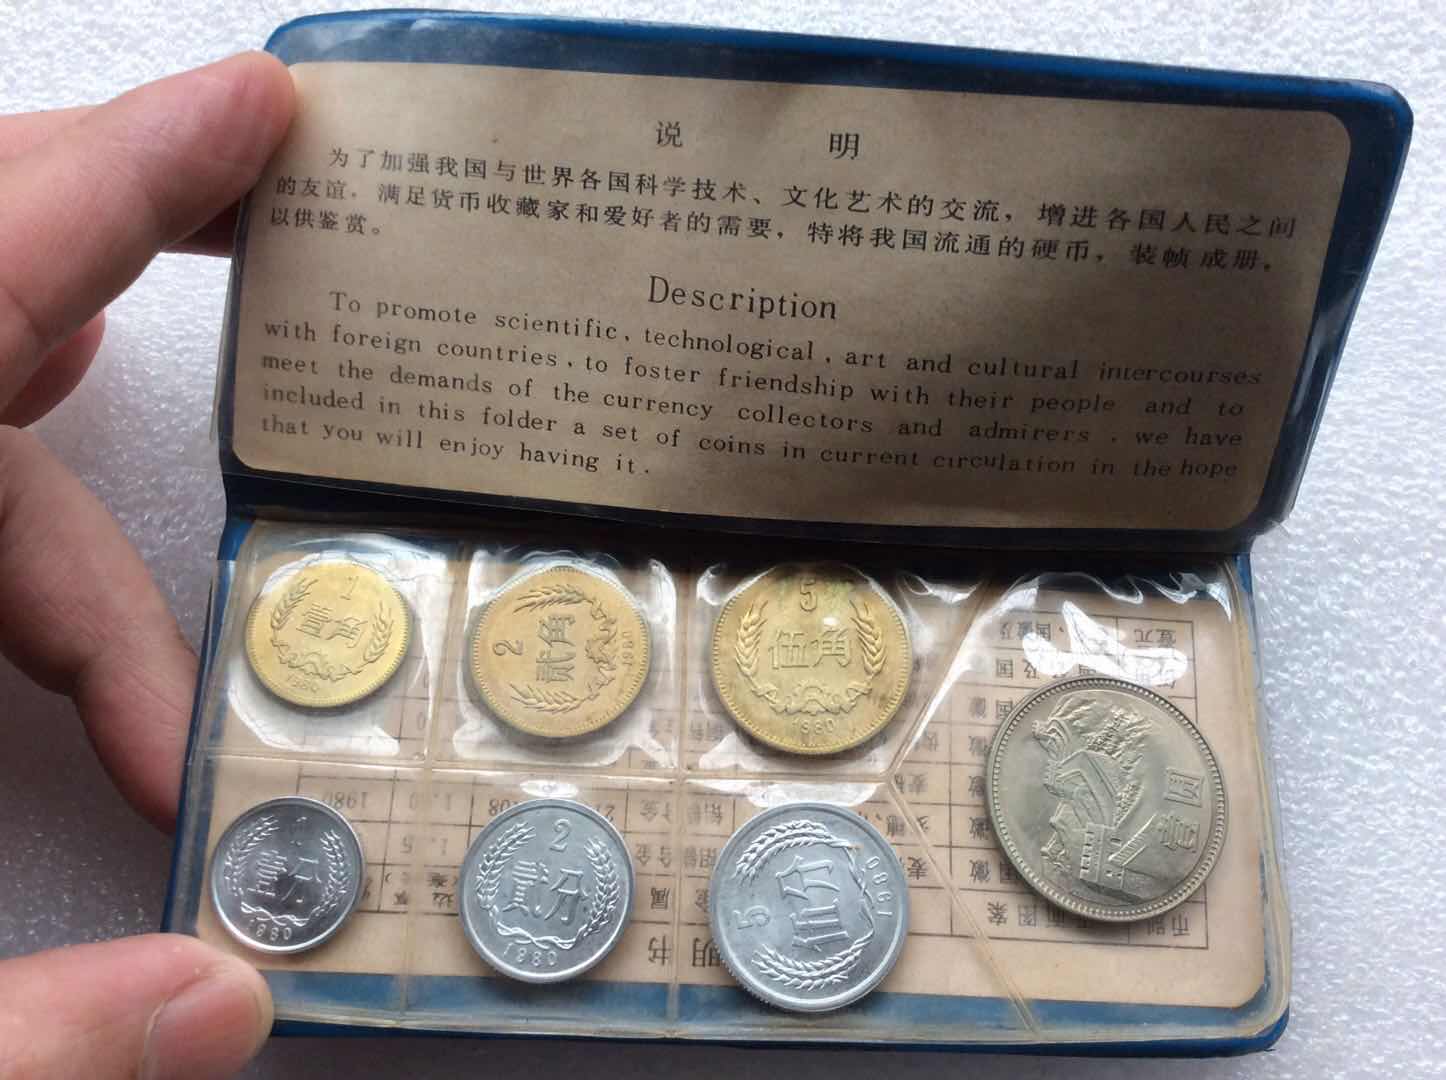 说 明
为了加强我国与世界各国科学技术、文化艺术的交流，增进各国人民之间
的友谊。满足货币收藏家和爱好者的需要，特将我国流通的硬币，装帧成册，
以供鉴赏。
Description
To promote scientific, technological, art and cultural intercourses
with foreign countries, to foster friendship with their people and to
meet the demands of the currency collectors and admirers, we have
included in this folder a set of coins in current circulation in the hope
that you will enjoy having it.
1
壹角
1980
2
贰角
1980
5
伍角
1980
壹圆
1
壹分
1980
2
贰分
1980
5
伍分
1980
壹元
1980
币别